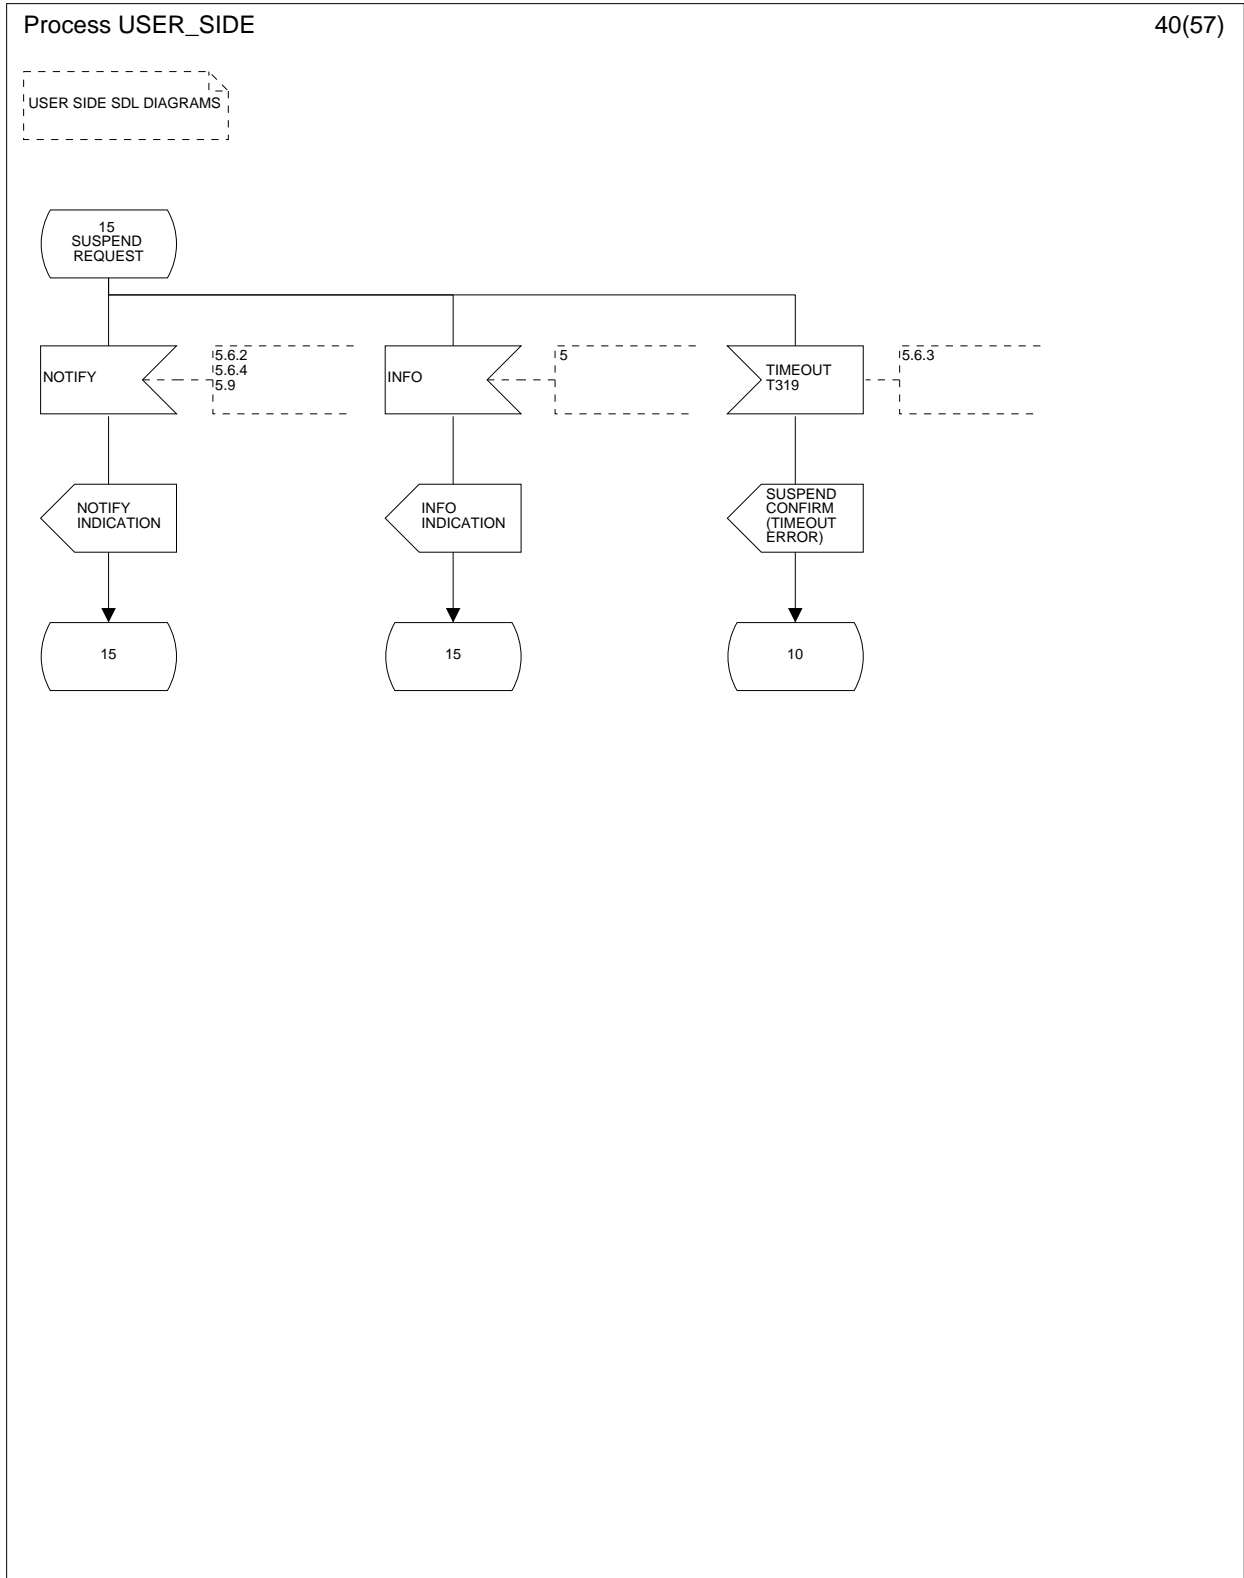 Process USER_SIDE
40(57)
USER SIDE SDL DIAGRAMS
15
SUSPEND
REQUEST
NOTIFY
5.6.2
5.6.4
5.9
INFO
5
TIMEOUT
T319
5.6.3
NOTIFY
INDICATION
INFO
INDICATION
SUSPEND
CONFIRM
(TIMEOUT
ERROR)
15
15
10